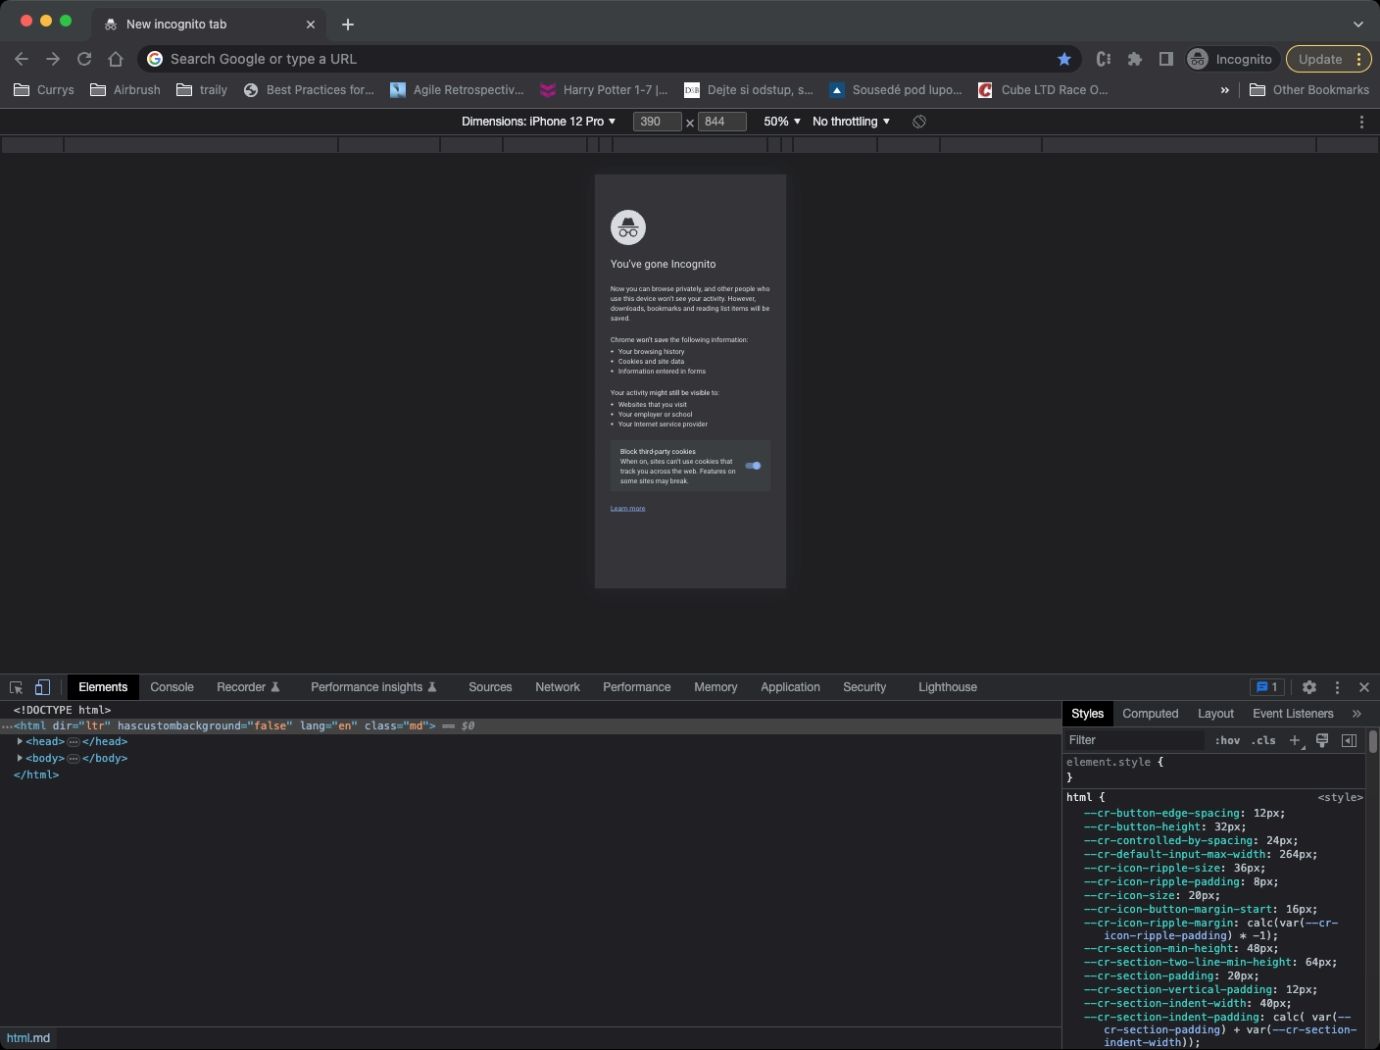 New incognito tab
Search Google or type a URL
Incognito
Update
Currys
Airbrush
traily
Best Practices for...
Agile Retrospectiv...
Harry Potter 1-7 |...
Dejte si odstup, s...
Sousedé pod lupo...
Cube LTD Race O...
»
Other Bookmarks
Dimensions: iPhone 12 Pro ▼ 390 × 844 50% ▼ No throttling ▼
You've gone Incognito
Now you can browse privately, and other people who
use this device won't see your activity. However,
downloads, bookmarks and reading list items will be
saved.
Chrome won't save the following information:
• Your browsing history
• Cookies and site data
• Information entered in forms
Your activity might still be visible to:
• Websites that you visit
• Your employer or school
• Your Internet service provider
Block third-party cookies
When on, sites can't use cookies that
track you across the web. Features on
some sites may break.
Learn more
Elements Console Recorder Performance insights Sources Network Performance Memory Application Security Lighthouse 1
<!DOCTYPE html>
...<html dir="ltr" hascustombackground="false" lang="en" class="md"> == $0
▶<head>…</head>
▶<body>…</body>
</html>
html.md
Styles Computed Layout Event Listeners »
Filter :hov .cls +
element.style {
}
html { <style>
--cr-button-edge-spacing: 12px;
--cr-button-height: 32px;
--cr-controlled-by-spacing: 24px;
--cr-default-input-max-width: 264px;
--cr-icon-ripple-size: 36px;
--cr-icon-ripple-padding: 8px;
--cr-icon-size: 20px;
--cr-icon-button-margin-start: 16px;
--cr-icon-ripple-margin: calc(var(--cr-
icon-ripple-padding) * -1);
--cr-section-min-height: 48px;
--cr-section-two-line-min-height: 64px;
--cr-section-padding: 20px;
--cr-section-vertical-padding: 12px;
--cr-section-indent-width: 40px;
--cr-section-indent-padding: calc( var(--
cr-section-padding) + var(--cr-section-
indent-width));